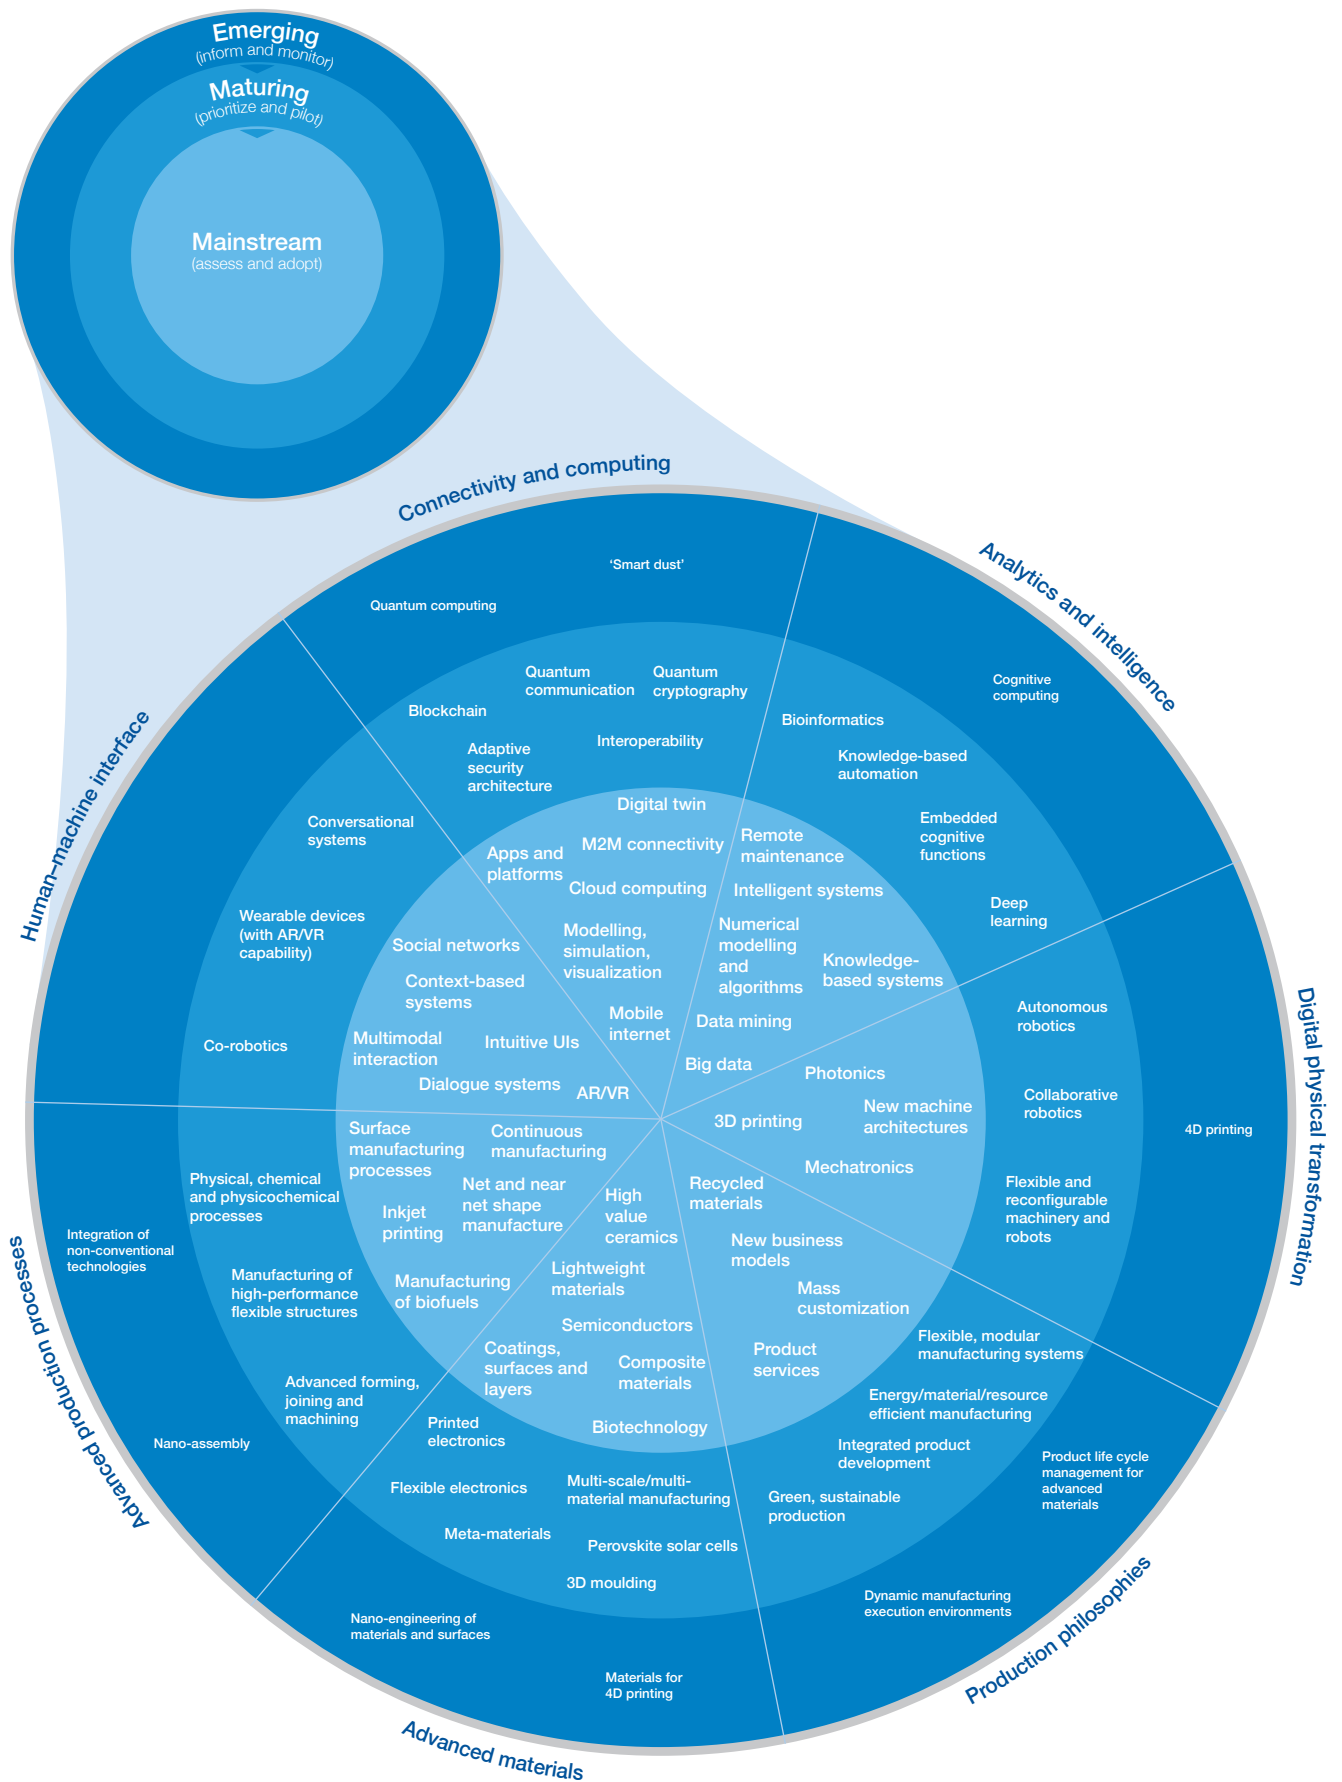 Emerging
(inform and monitor)
Maturing
(prioritize and pilot)
Mainstream
(assess and adopt)
Connectivity and computing
‘Smart dust’
Quantum computing
Quantum
communication
Quantum
cryptography
Blockchain
Interoperability
Adaptive
security
architecture
Digital twin
M2M connectivity
Apps and
platforms
Cloud computing
Modelling,
simulation,
visualization
Mobile
internet
Analytics and intelligence
Cognitive
computing
Bioinformatics
Knowledge-based
automation
Embedded
cognitive
functions
Deep
learning
Remote
maintenance
Intelligent systems
Numerical
modelling
and
algorithms
Knowledge-
based systems
Data mining
Big data
Digital physical transformation
4D printing
Autonomous
robotics
Collaborative
robotics
Flexible and
reconfigurable
machinery and
robots
Photonics
New machine
architectures
3D printing
Mechatronics
Production philosophies
Recycled
materials
New business
models
Mass
customization
Product
services
Flexible, modular
manufacturing systems
Energy/material/resource
efficient manufacturing
Integrated product
development
Green, sustainable
production
Product life cycle
management for
advanced
materials
Dynamic manufacturing
execution environments
Advanced materials
High
value
ceramics
Lightweight
materials
Semiconductors
Coatings,
surfaces and
layers
Composite
materials
Biotechnology
Printed
electronics
Flexible electronics
Multi-scale/multi-
material manufacturing
Meta-materials
Perovskite solar cells
3D moulding
Nano-engineering of
materials and surfaces
Materials for
4D printing
Advanced production processes
Surface
manufacturing
processes
Continuous
manufacturing
Net and near
net shape
manufacture
Inkjet
printing
Manufacturing
of biofuels
Physical, chemical
and physicochemical
processes
Manufacturing of
high-performance
flexible structures
Advanced forming,
joining and
machining
Integration of
non-conventional
technologies
Nano-assembly
Human–machine interface
Conversational
systems
Wearable devices
(with AR/VR
capability)
Co-robotics
Social networks
Context-based
systems
Multimodal
interaction
Intuitive UIs
Dialogue systems
AR/VR